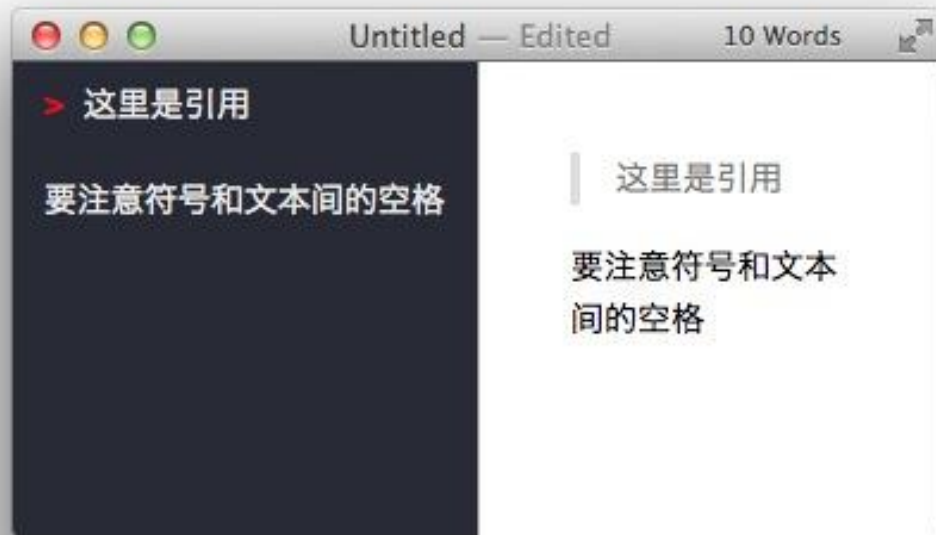 Untitled — Edited 10 Words
> 这里是引用
要注意符号和文本间的空格
这里是引用
要注意符号和文本
间的空格